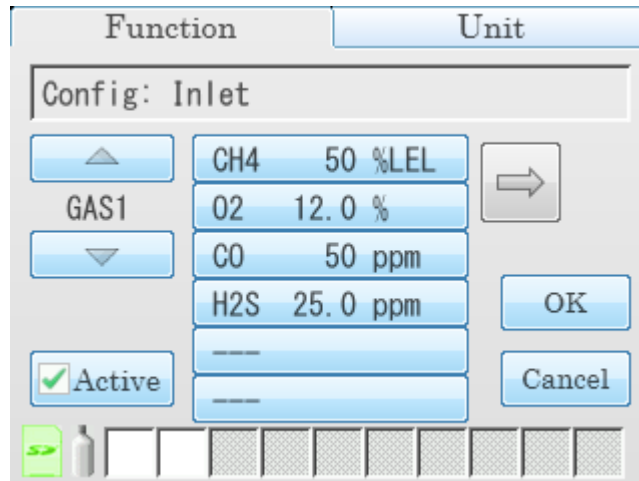 Function Unit
Config: Inlet
CH4 50 %LEL
GAS1 O2 12.0 %
CO 50 ppm
H2S 25.0 ppm OK
---
Active Cancel
---
SD